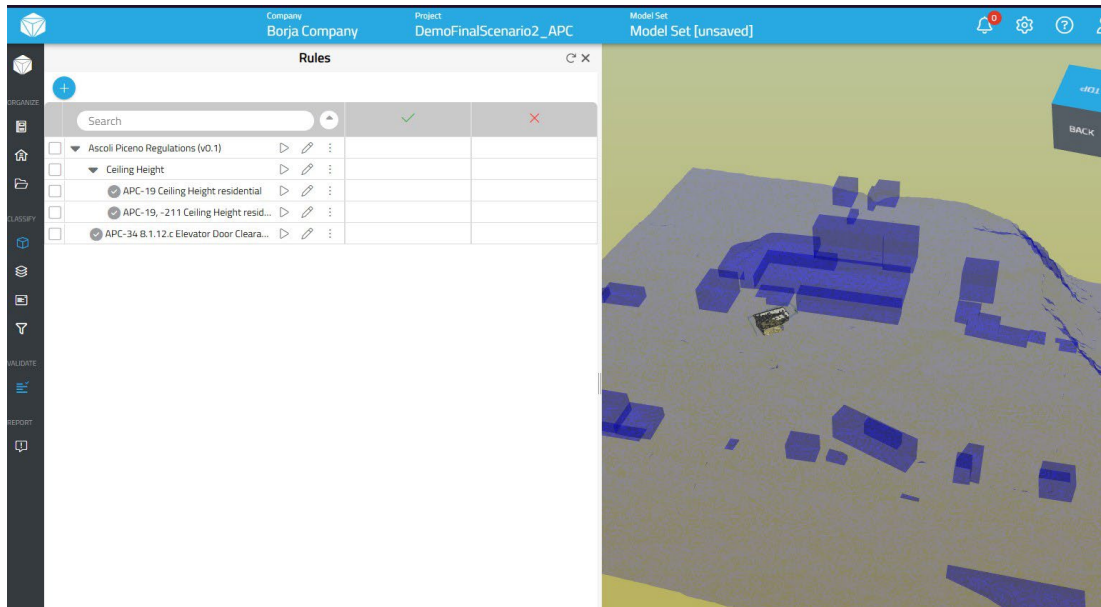 Company
Project
Model Set
Borja Company
DemoFinalScenario2_APC
Model Set [unsaved]
0
Rules
ORGANIZE
Search
Ascoli Piceno Regulations (v0.1)
Ceiling Height
APC-19 Ceiling Height residential
APC-19, -211 Ceiling Height resid...
APC-34 8.1.12.c Elevator Door Cleara...
CLASSIFY
VALIDATE
REPORT
TOP
BACK